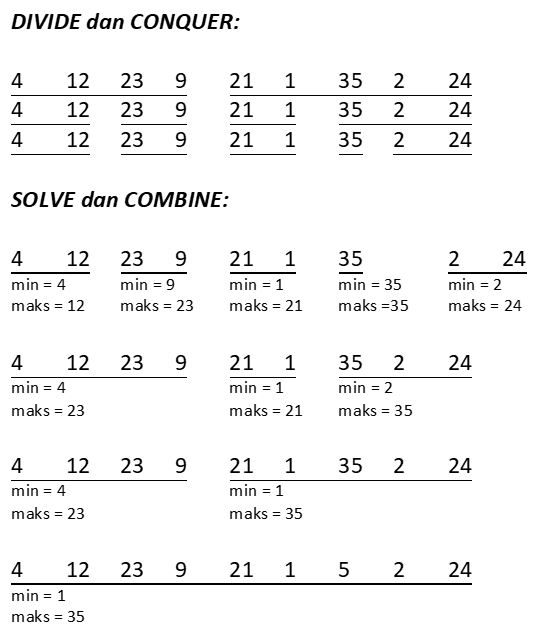 DIVIDE dan CONQUER:
4 12 23 9 21 1 35 2 24
4 12 23 9 21 1 35 2 24
4 12 23 9 21 1 35 2 24
SOLVE dan COMBINE:
4 12 23 9 21 1 35 2 24
min = 4 min = 9 min = 1 min = 35 min = 2
maks = 12 maks = 23 maks = 21 maks =35 maks = 24
4 12 23 9 21 1 35 2 24
min = 4 min = 1 min = 2
maks = 23 maks = 21 maks = 35
4 12 23 9 21 1 35 2 24
min = 4 min = 1
maks = 23 maks = 35
4 12 23 9 21 1 5 2 24
min = 1
maks = 35